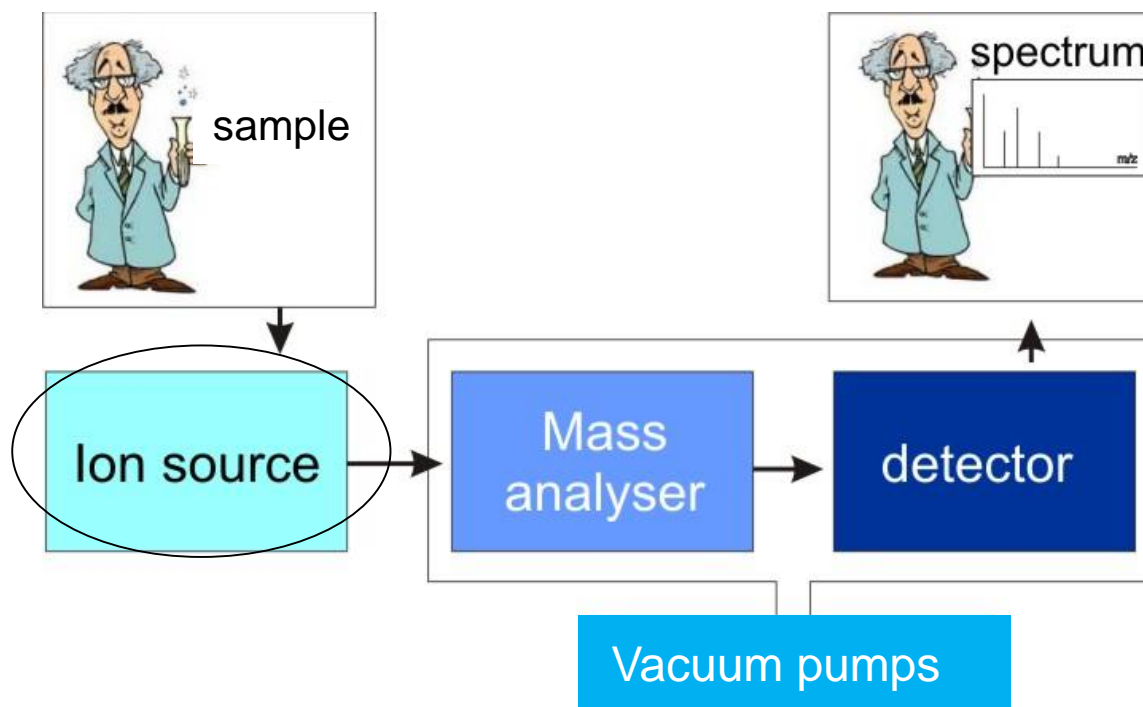 sample
spectrum
m/z
Ion source
Mass
analyser
detector
Vacuum pumps